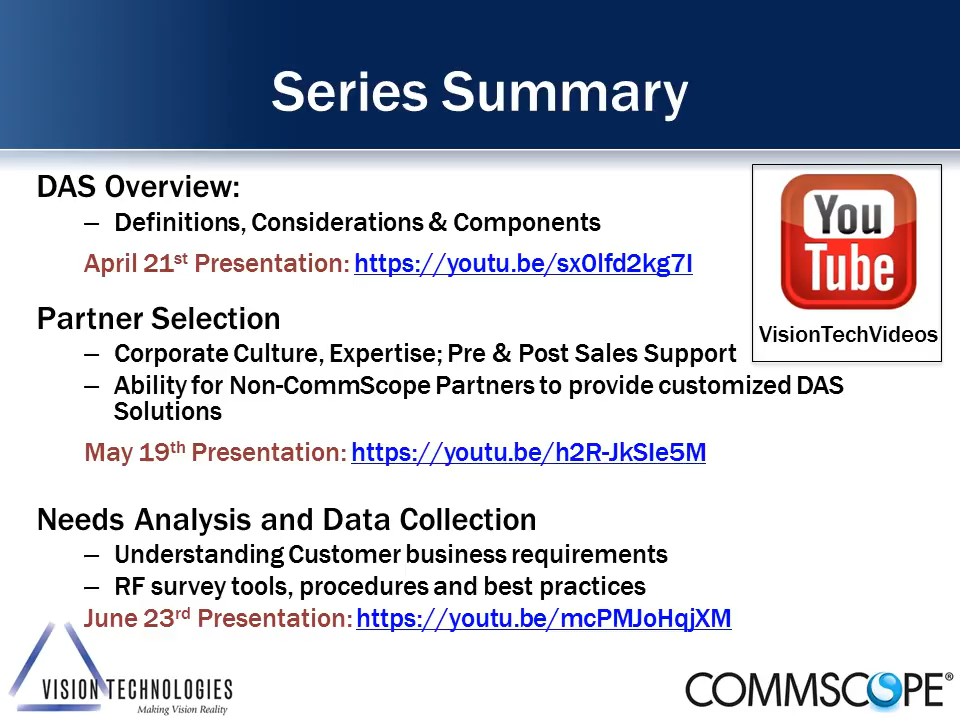 Series Summary
DAS Overview:
– Definitions, Considerations & Components
April 21st Presentation: https://youtu.be/sx0lfd2kg7I
You
Tube
VisionTechVideos
Partner Selection
– Corporate Culture, Expertise; Pre & Post Sales Support
– Ability for Non-CommScope Partners to provide customized DAS
Solutions
May 19th Presentation: https://youtu.be/h2R-JkSIe5M
Needs Analysis and Data Collection
– Understanding Customer business requirements
– RF survey tools, procedures and best practices
June 23rd Presentation: https://youtu.be/mcPMJoHqjXM
VISION TECHNOLOGIES
Making Vision Reality
COMMSCOPE®